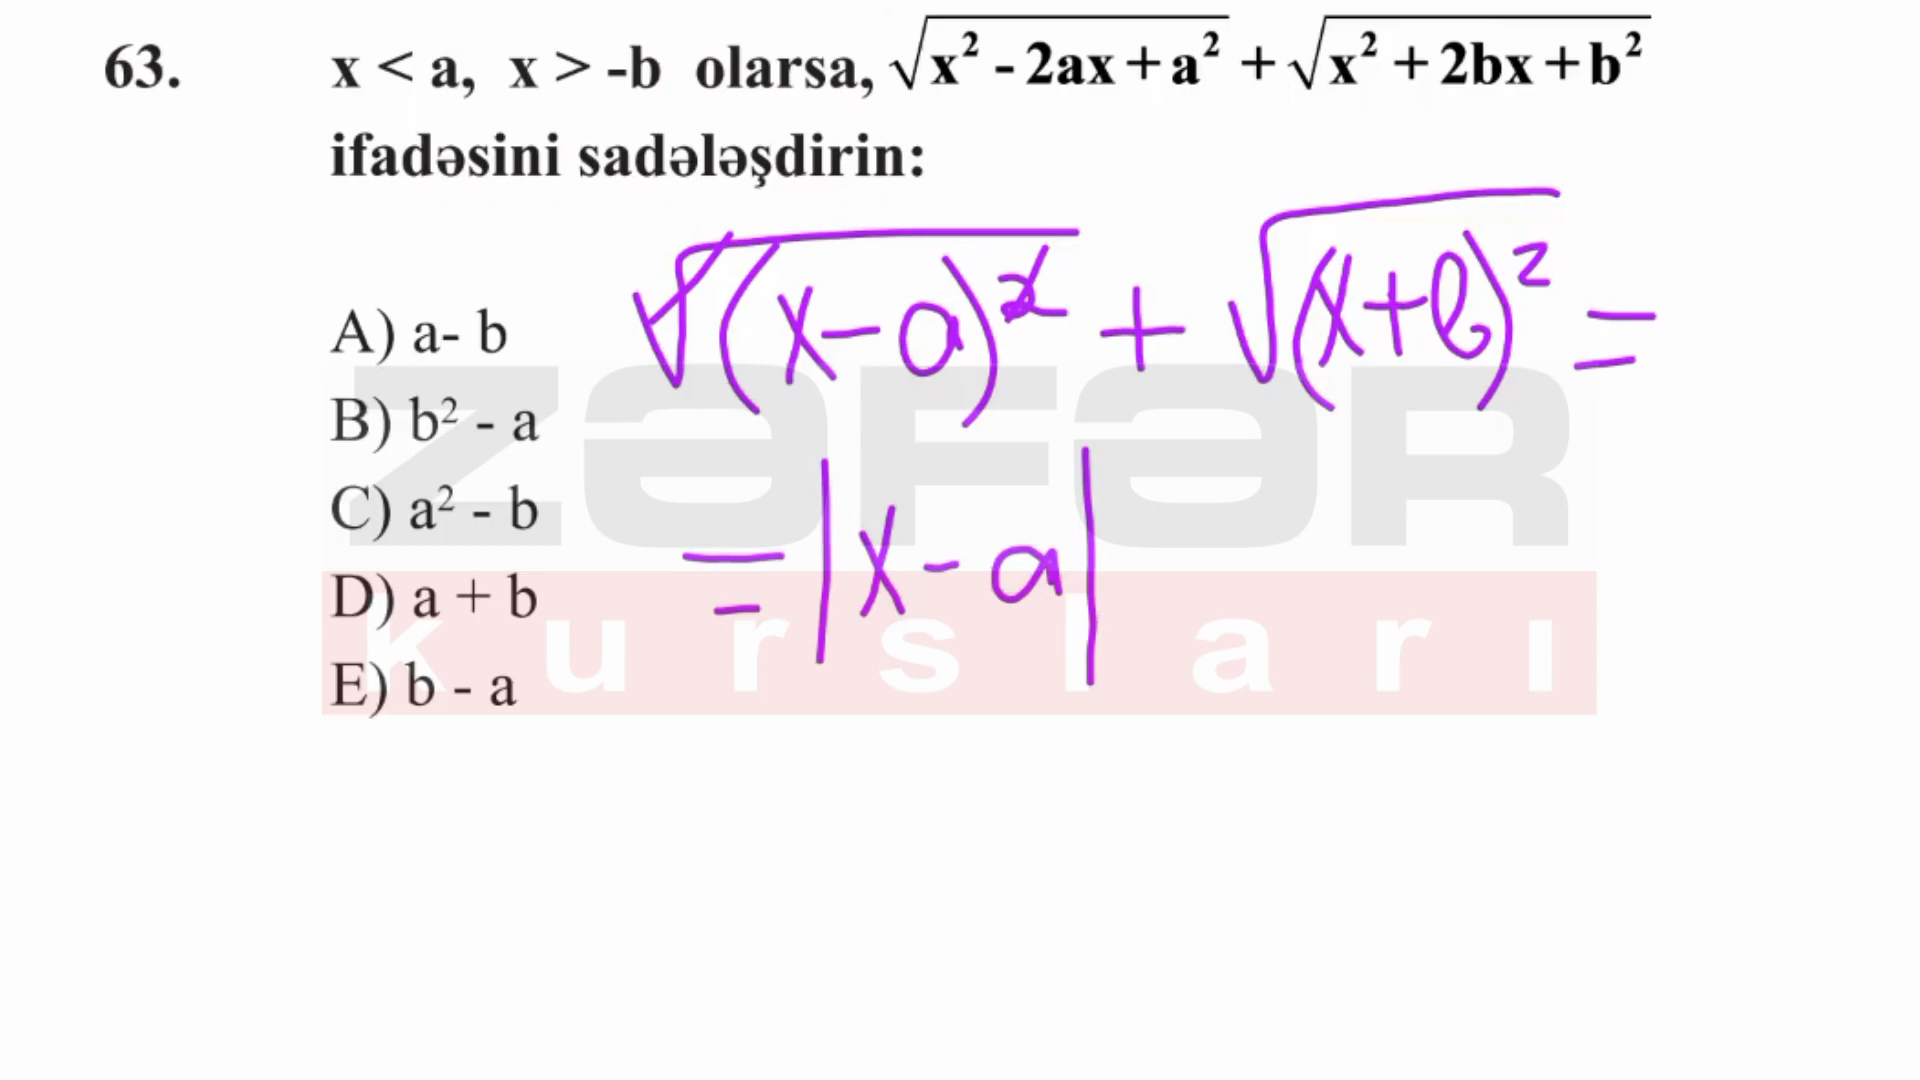 63. x < a, x > -b olarsa, √x² - 2ax + a² + √x² + 2bx + b²
ifadəsini sadələşdirin:
√(x-a)² + √(x+b)² =
A) a- b
B) b² - a
C) a² - b
= |x-a|
D) a + b
E) b - a
ZƏFƏR
kursları